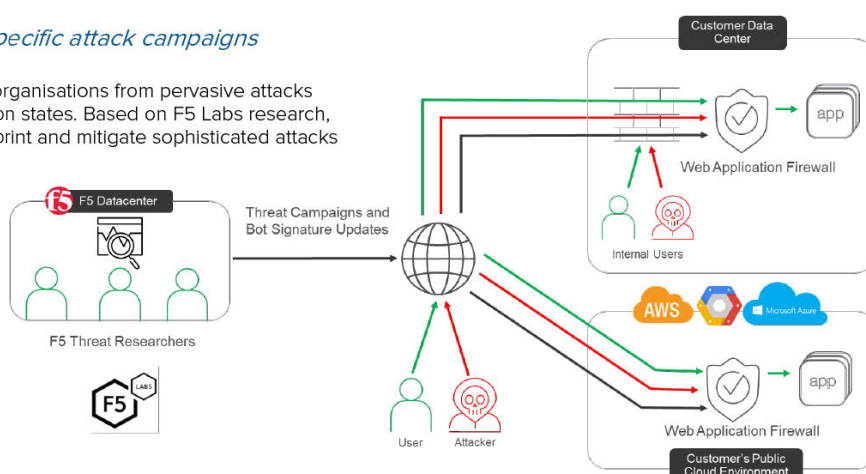 pecific attack campaigns
organisations from pervasive attacks
on states. Based on F5 Labs research,
print and mitigate sophisticated attacks
Customer Data
Center
app
Web Application Firewall
Internal Users
f5 F5 Datacenter
Threat Campaigns and
Bot Signature Updates
F5 Threat Researchers
F5 LABS
User
Attacker
AWS
Microsoft Azure
app
Web Application Firewall
Customer's Public
Cloud Environment